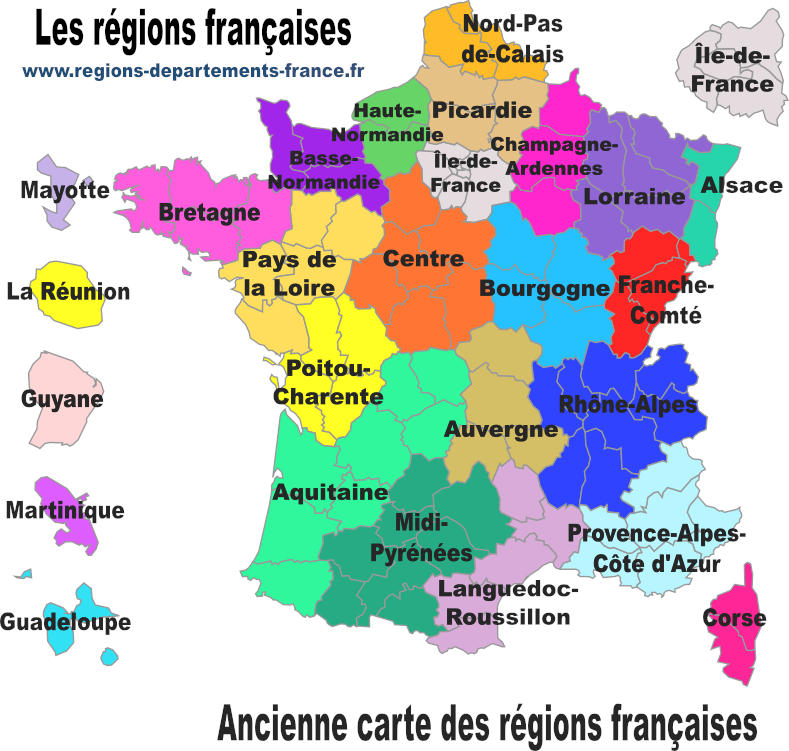 Les régions françaises
www.regions-departements-france.fr
Nord-Pas
de-Calais
Île-de-
France
Haute-
Normandie
Picardie
Basse-
Normandie
Île-de-
France
Champagne-
Ardennes
Lorraine
Alsace
Mayotte
Bretagne
Pays de
la Loire
Centre
Bourgogne
Franche-
Comté
La Réunion
Poitou-
Charente
Guyane
Auvergne
Rhône-Alpes
Aquitaine
Midi-
Pyrénées
Martinique
Provence-Alpes-
Côte d'Azur
Languedoc-
Roussillon
Guadeloupe
Corse
Ancienne carte des régions françaises